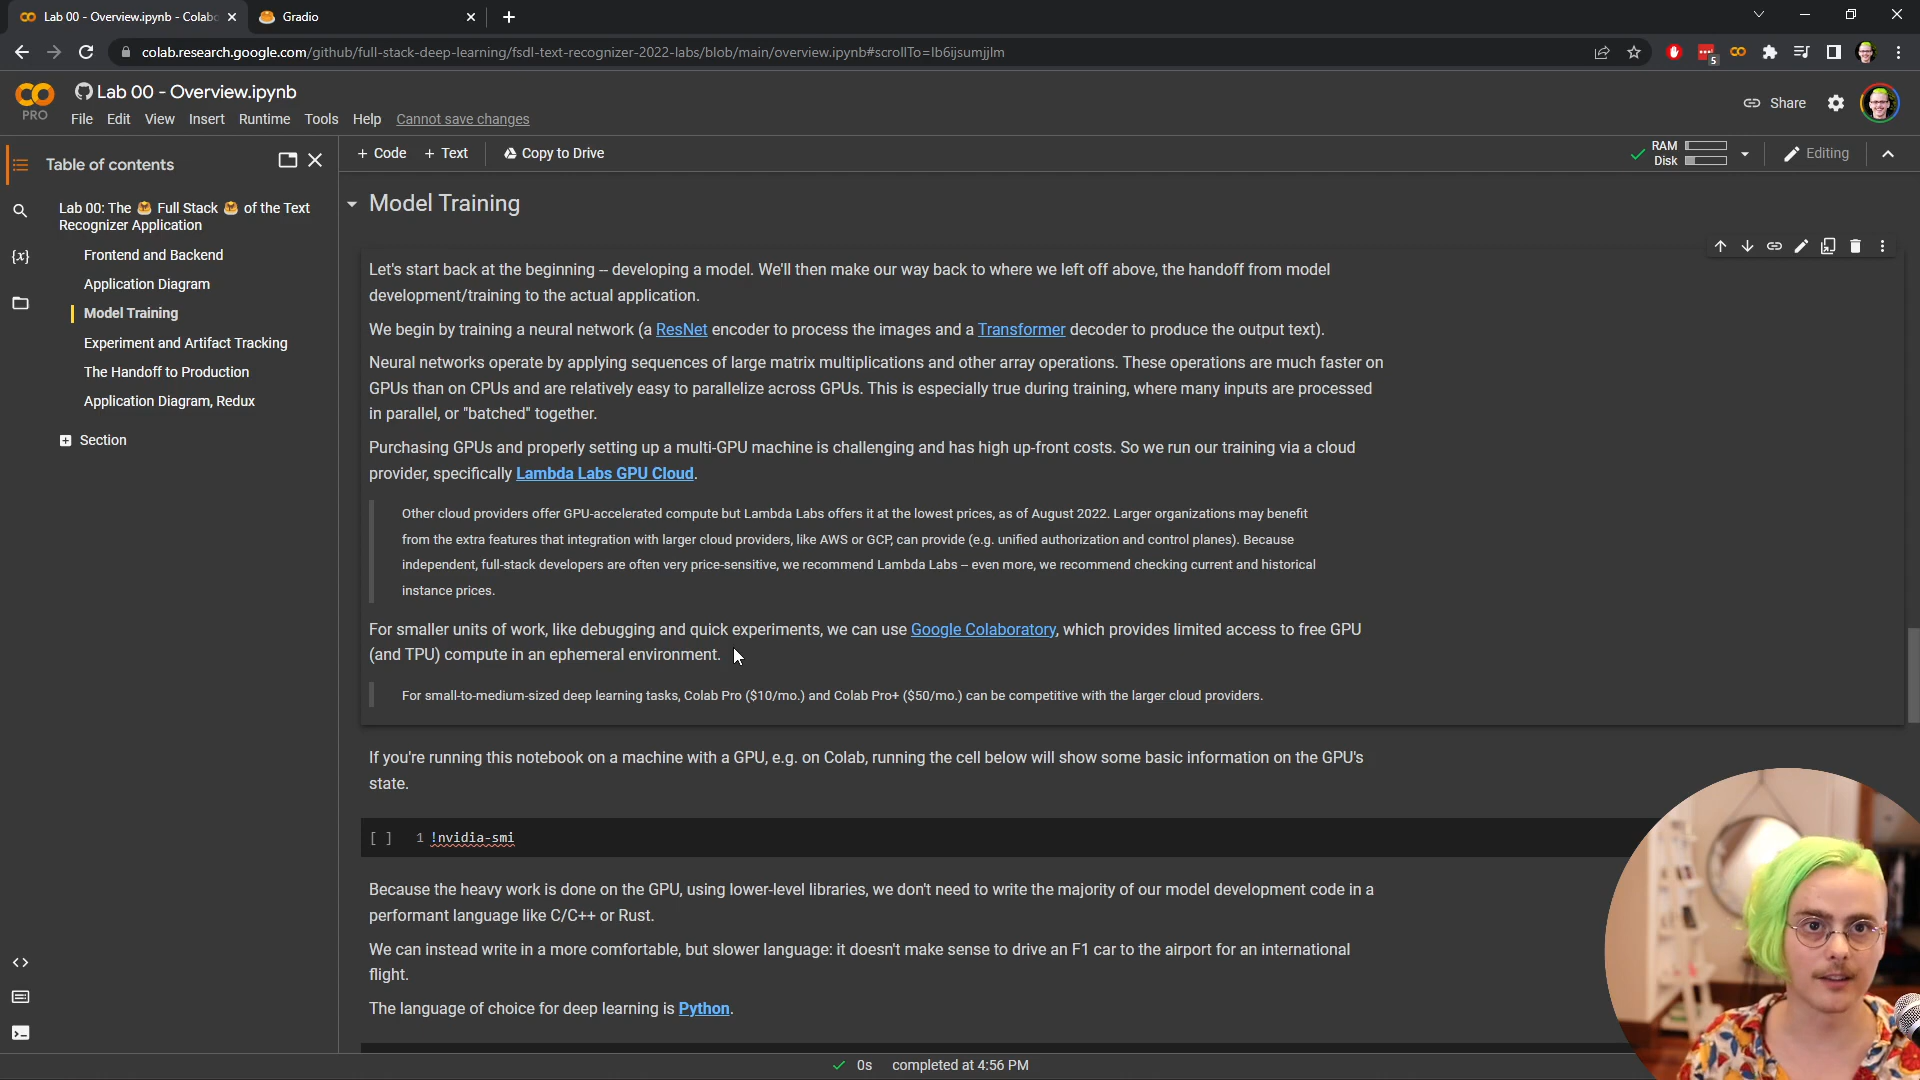 Lab 00 - Overview.ipynb - Colab
Gradio
colab.research.google.com/github/full-stack-deep-learning/fsdl-text-recognizer-2022-labs/blob/main/overview.ipynb#scrollTo=lb6ijsumjjlm
5
PRO
Lab 00 - Overview.ipynb
File Edit View Insert Runtime Tools Help Cannot save changes
Share
Table of contents
+ Code + Text Copy to Drive
RAM
Disk
Editing
Lab 00: The Full Stack of the Text
Recognizer Application
Frontend and Backend
Application Diagram
Model Training
Experiment and Artifact Tracking
The Handoff to Production
Application Diagram, Redux
Section
{x}
Model Training
Let's start back at the beginning – developing a model. We'll then make our way back to where we left off above, the handoff from model
development/training to the actual application.
We begin by training a neural network (a ResNet encoder to process the images and a Transformer decoder to produce the output text).
Neural networks operate by applying sequences of large matrix multiplications and other array operations. These operations are much faster on
GPUs than on CPUs and are relatively easy to parallelize across GPUs. This is especially true during training, where many inputs are processed
in parallel, or "batched" together.
Purchasing GPUs and properly setting up a multi-GPU machine is challenging and has high up-front costs. So we run our training via a cloud
provider, specifically Lambda Labs GPU Cloud.
Other cloud providers offer GPU-accelerated compute but Lambda Labs offers it at the lowest prices, as of August 2022. Larger organizations may benefit
from the extra features that integration with larger cloud providers, like AWS or GCP, can provide (e.g. unified authorization and control planes). Because
independent, full-stack developers are often very price-sensitive, we recommend Lambda Labs – even more, we recommend checking current and historical
instance prices.
For smaller units of work, like debugging and quick experiments, we can use Google Colaboratory, which provides limited access to free GPU
(and TPU) compute in an ephemeral environment.
For small-to-medium-sized deep learning tasks, Colab Pro ($10/mo.) and Colab Pro+ ($50/mo.) can be competitive with the larger cloud providers.
If you're running this notebook on a machine with a GPU, e.g. on Colab, running the cell below will show some basic information on the GPU's
state.
[ ] 1 !nvidia-smi
Because the heavy work is done on the GPU, using lower-level libraries, we don't need to write the majority of our model development code in a
performant language like C/C++ or Rust.
We can instead write in a more comfortable, but slower language: it doesn't make sense to drive an F1 car to the airport for an international
flight.
The language of choice for deep learning is Python.
0s completed at 4:56 PM